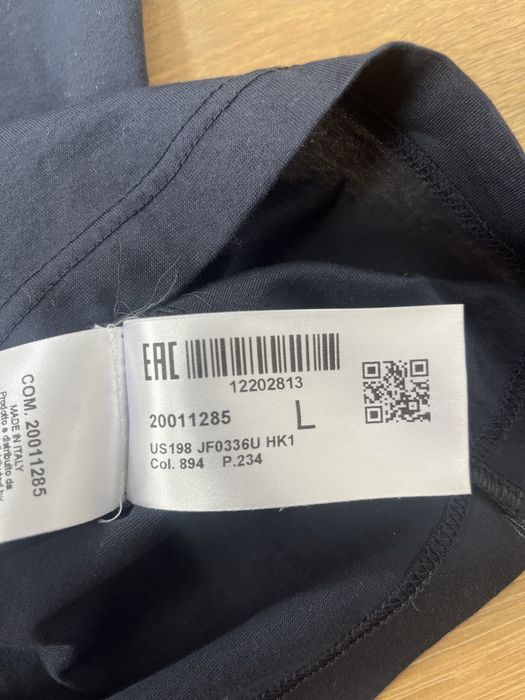 COM. 20011285
MADE IN ITALY
Prodotto e distribuito da
EAC
12202813
20011285 L
US198 JF0336U HK1
Col. 894 P.234